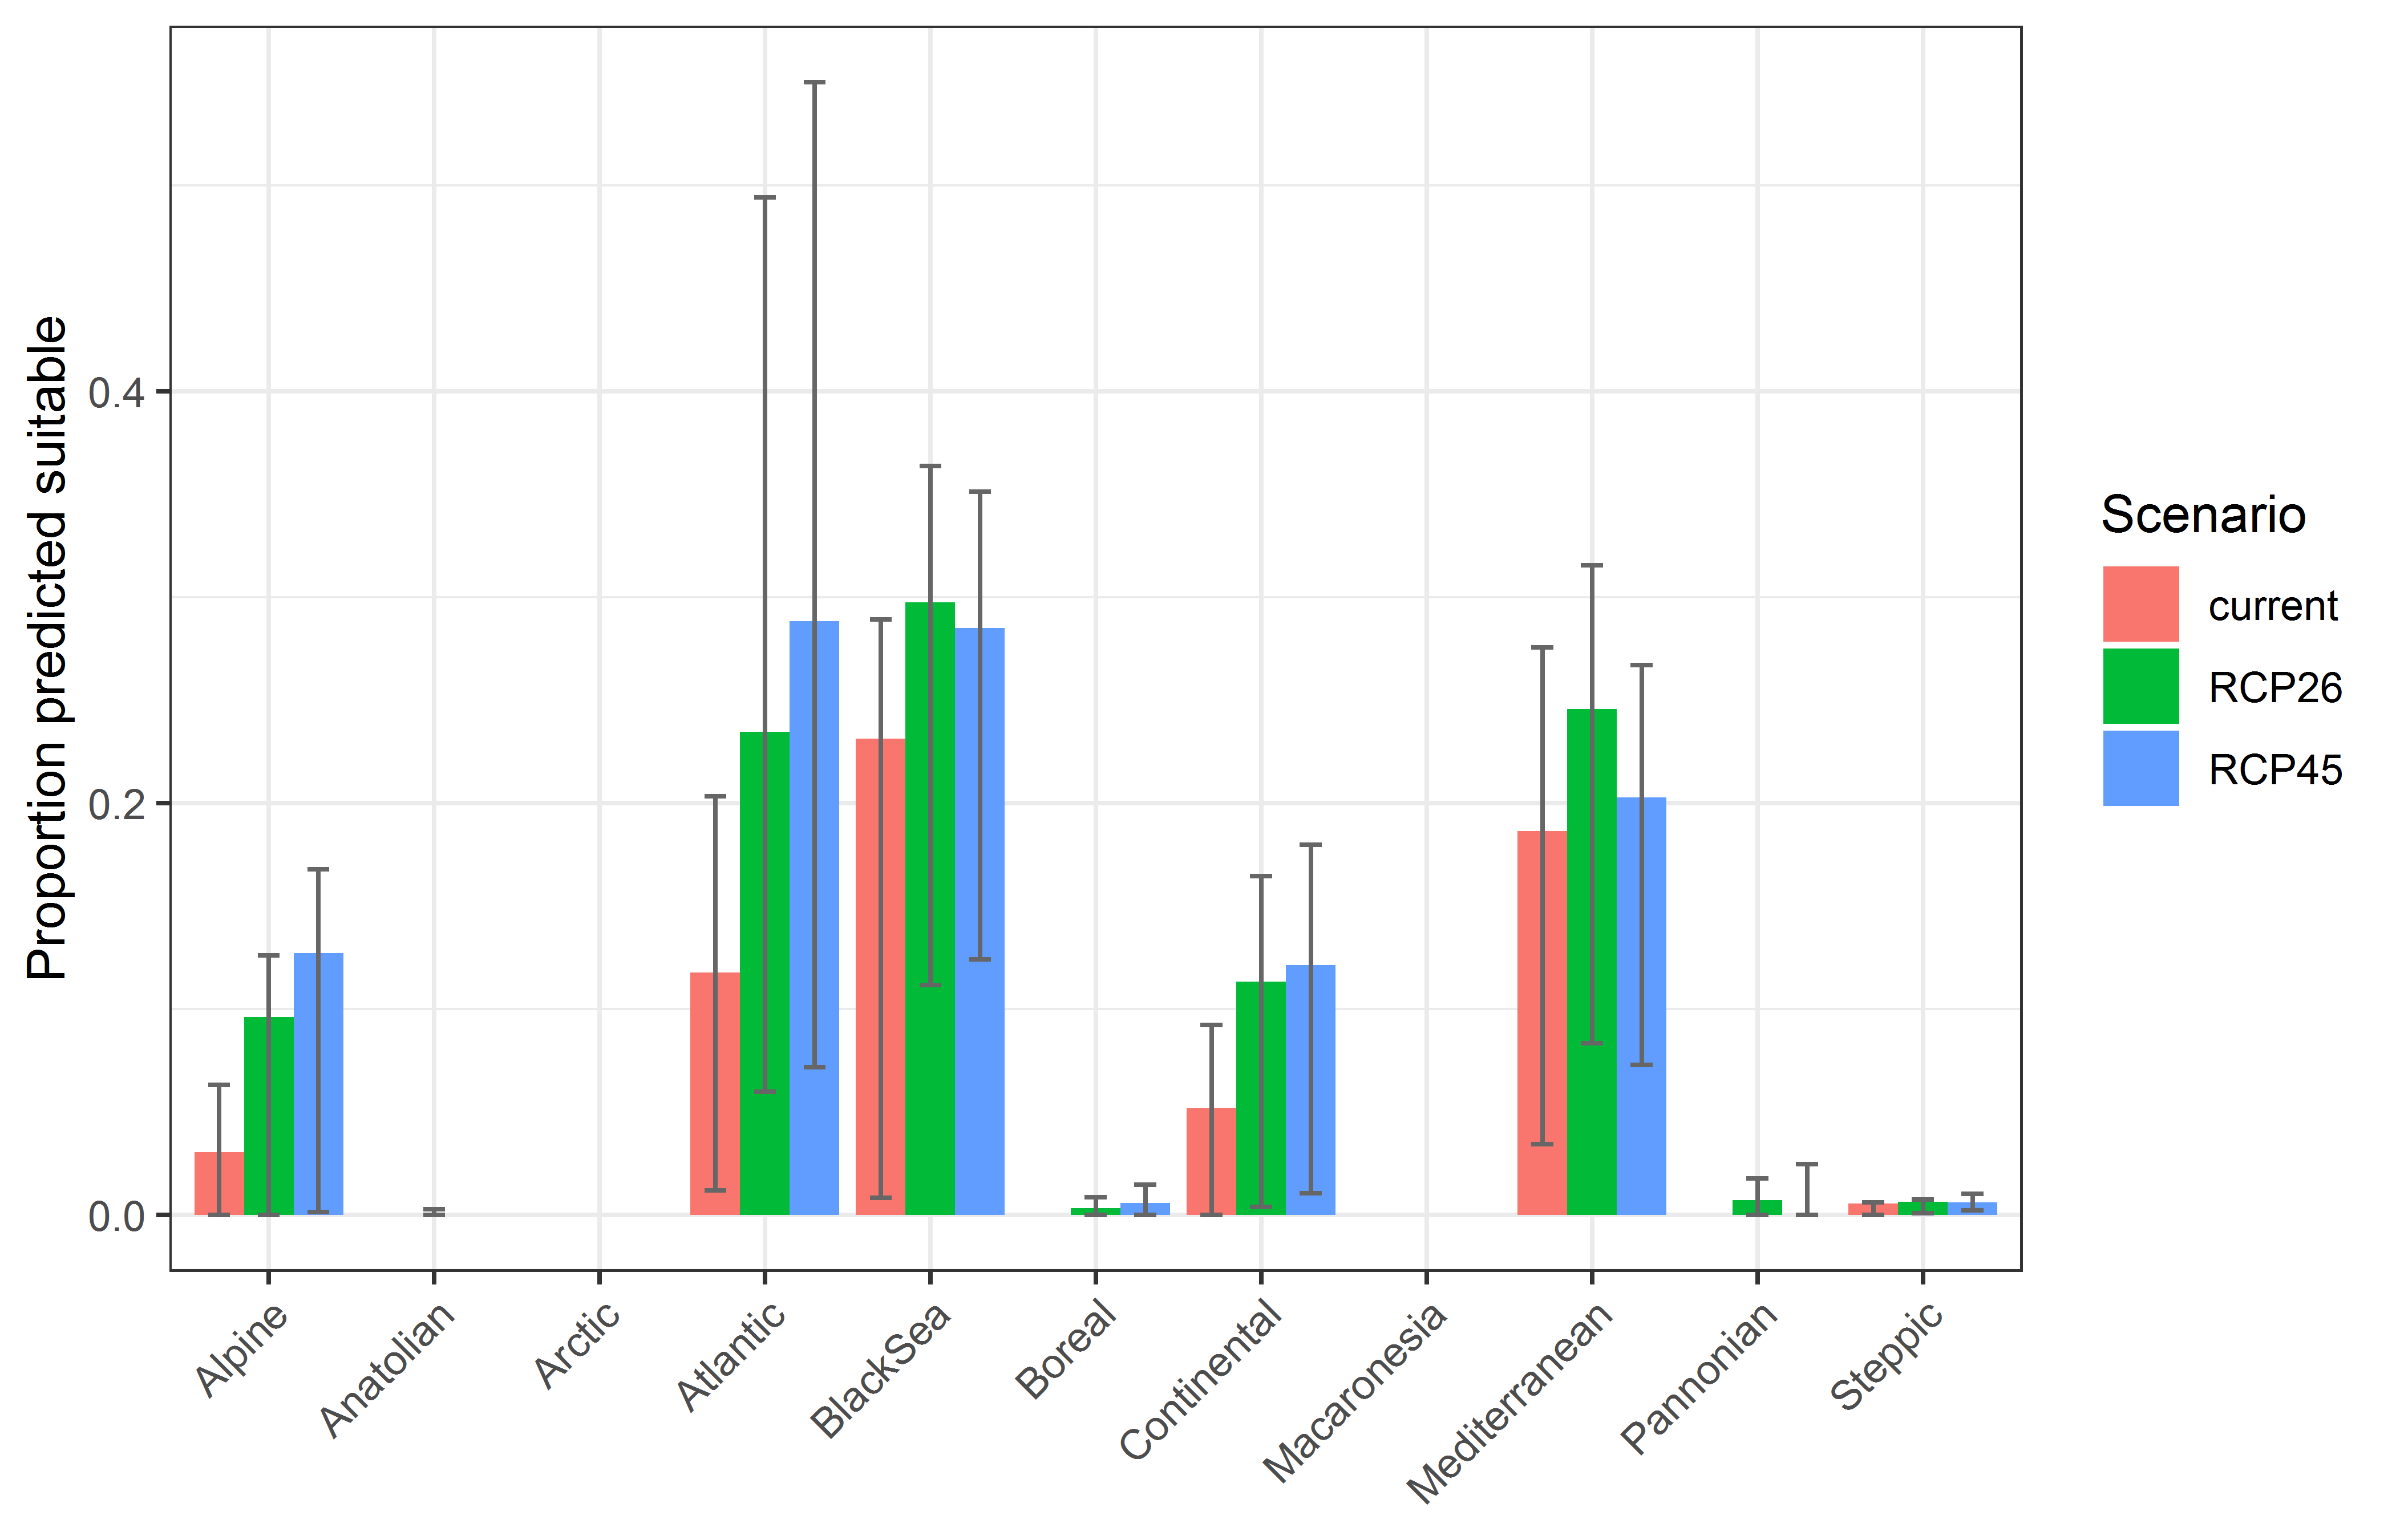 Proportion predicted suitable
0.4
0.2
0.0
Alpine
Anatolian
Arctic
Atlantic
BlackSea
Boreal
Continental
Macaronesia
Mediterranean
Pannonian
Steppic
Scenario
current
RCP26
RCP45